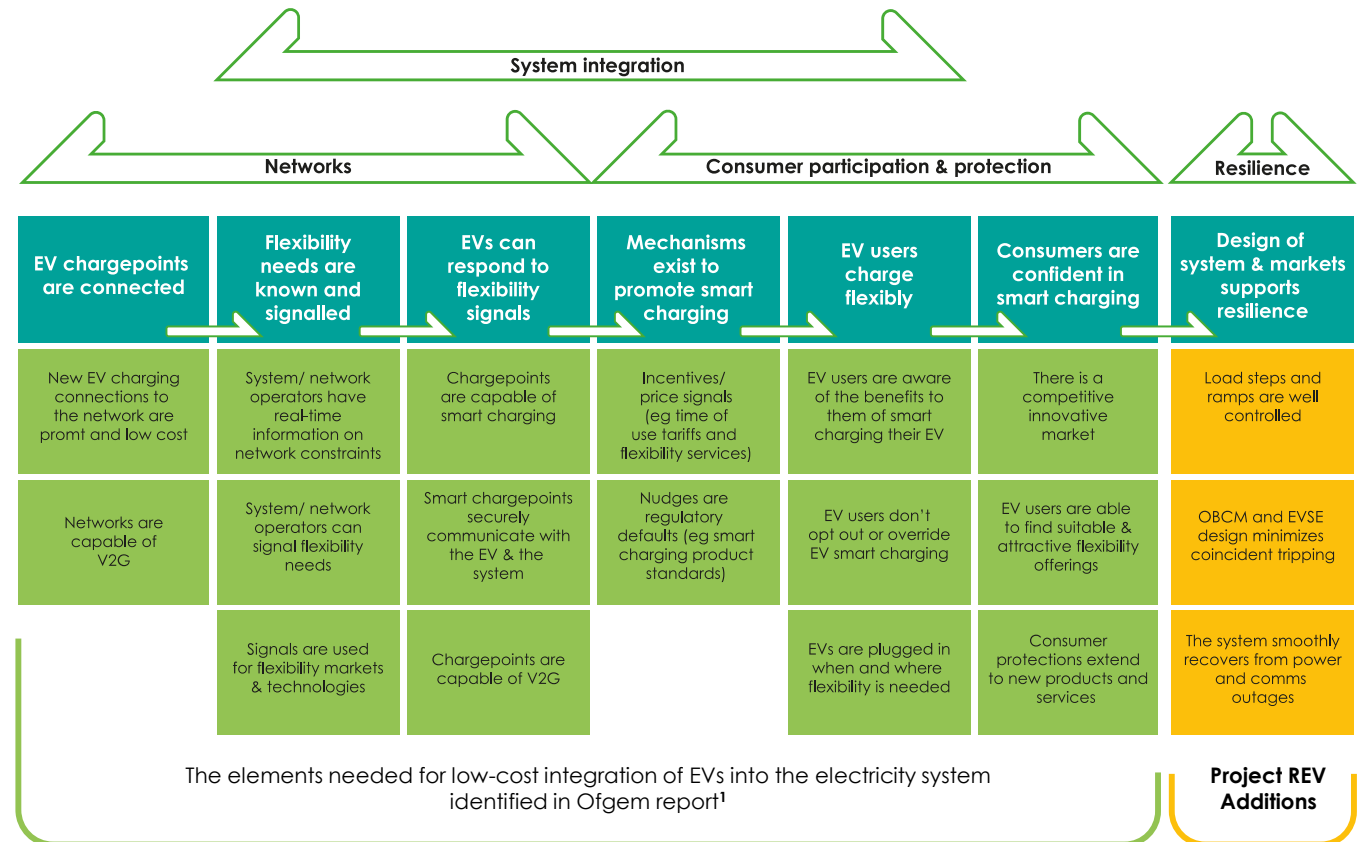 System integration
Networks
Consumer participation & protection
Resilience
EV chargepoints
are connected
Flexibility
needs are
known and
signalled
EVs can
respond to
flexibility
signals
Mechanisms
exist to
promote smart
charging
EV users
charge
flexibly
Consumers are
confident in
smart charging
Design of
system & markets
supports
resilience
New EV charging
connections to
the network are
promt and low cost
System/ network
operators have
real-time
information on
network constraints
Chargepoints
are capable of
smart charging
Incentives/
price signals
(eg time of
use tariffs and
flexibility services)
EV users are aware
of the benefits to
them of smart
charging their EV
There is a
competitive
innovative
market
Load steps and
ramps are well
controlled
Networks are
capable of
V2G
System/ network
operators can
signal flexibility
needs
Smart chargepoints
securely
communicate with
the EV & the
system
Nudges are
regulatory
defaults (eg smart
charging product
standards)
EV users don’t
opt out or override
EV smart charging
EV users are able
to find suitable &
attractive flexibility
offerings
OBCM and EVSE
design minimizes
coincident tripping
Signals are used
for flexibility markets
& technologies
Chargepoints are
capable of V2G
EVs are plugged in
when and where
flexibility is needed
Consumer
protections extend
to new products and
services
The system smoothly
recovers from power
and comms
outages
The elements needed for low-cost integration of EVs into the electricity system
identified in Ofgem report¹
Project REV
Additions